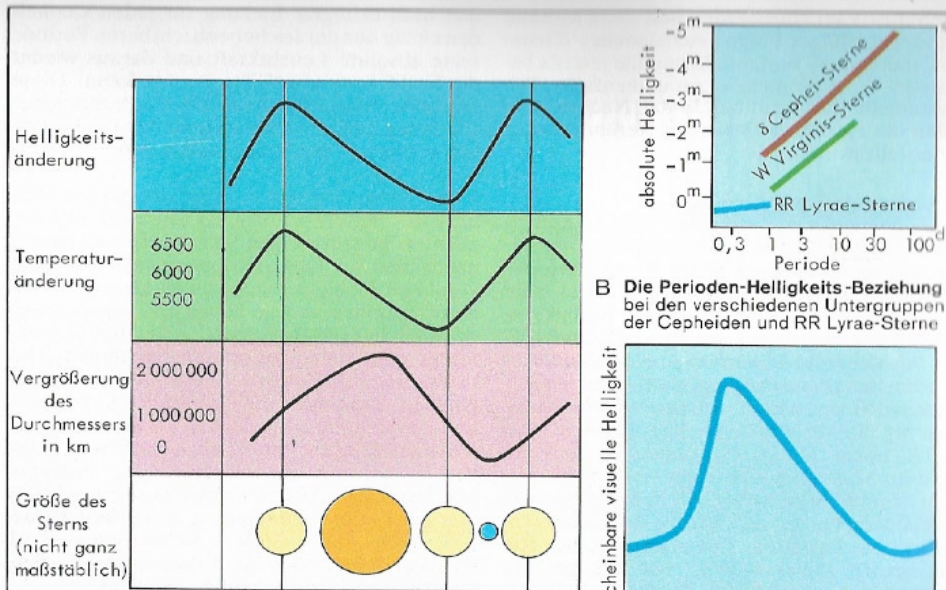 Helligkeits-
änderung
Temperatur-
änderung
6500
6000
5500
Vergrößerung
des
Durchmessers
in km
2 000 000
1 000 000
0
Größe des
Sterns
(nicht ganz
maßstäblich)
absolute Helligkeit
-5m
-4m
-3m
-2m
-1m
0m
δ Cephei-Sterne
W Virginis-Sterne
RR Lyrae-Sterne
0,3 1 3 10 30 100d
Periode
B Die Perioden-Helligkeits-Beziehung
bei den verschiedenen Untergruppen
der Cepheiden und RR Lyrae-Sterne
cheinbare visuelle Helligkeit